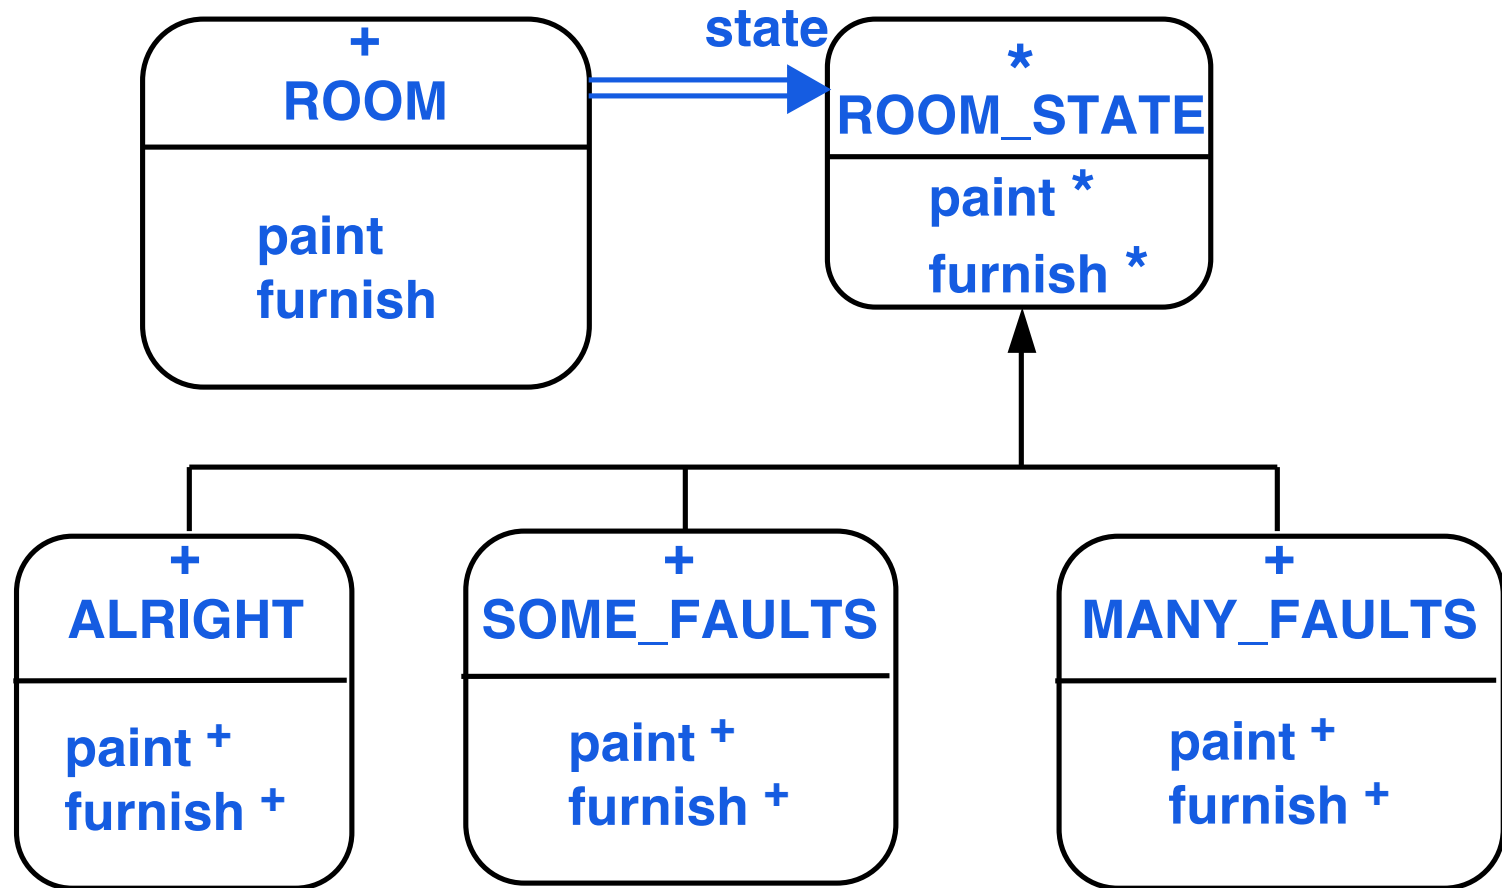 +
ROOM
paint
furnish
state
*
ROOM_STATE
paint *
furnish *
+
ALRIGHT
paint +
furnish +
+
SOME_FAULTS
paint +
furnish +
+
MANY_FAULTS
paint +
furnish +